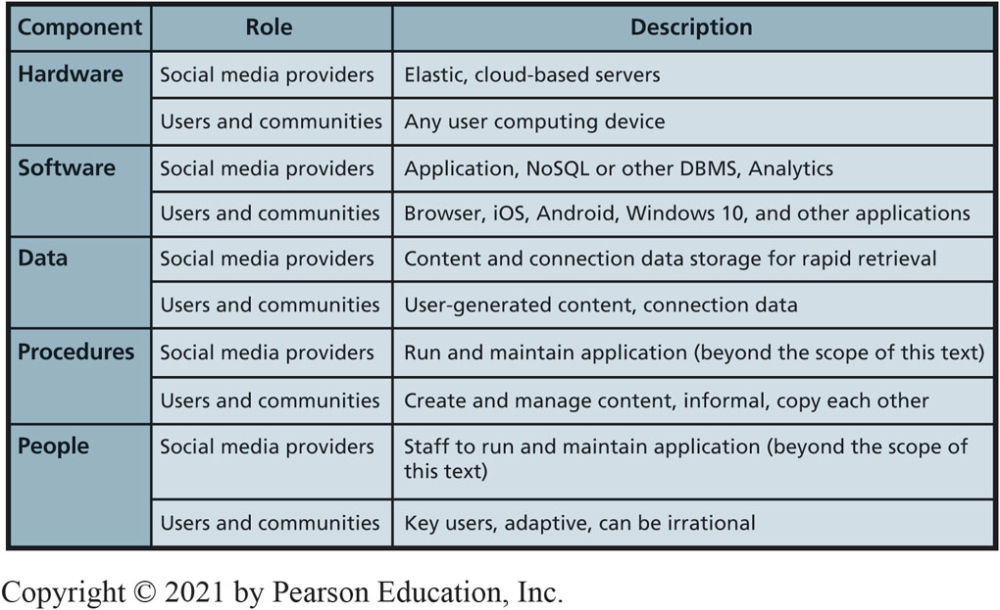 Component Role Description
Hardware Social media providers Elastic, cloud-based servers
Users and communities Any user computing device
Software Social media providers Application, NoSQL or other DBMS, Analytics
Users and communities Browser, iOS, Android, Windows 10, and other applications
Data Social media providers Content and connection data storage for rapid retrieval
Users and communities User-generated content, connection data
Procedures Social media providers Run and maintain application (beyond the scope of this text)
Users and communities Create and manage content, informal, copy each other
People Social media providers Staff to run and maintain application (beyond the scope of
this text)
Users and communities Key users, adaptive, can be irrational
Copyright © 2021 by Pearson Education, Inc.